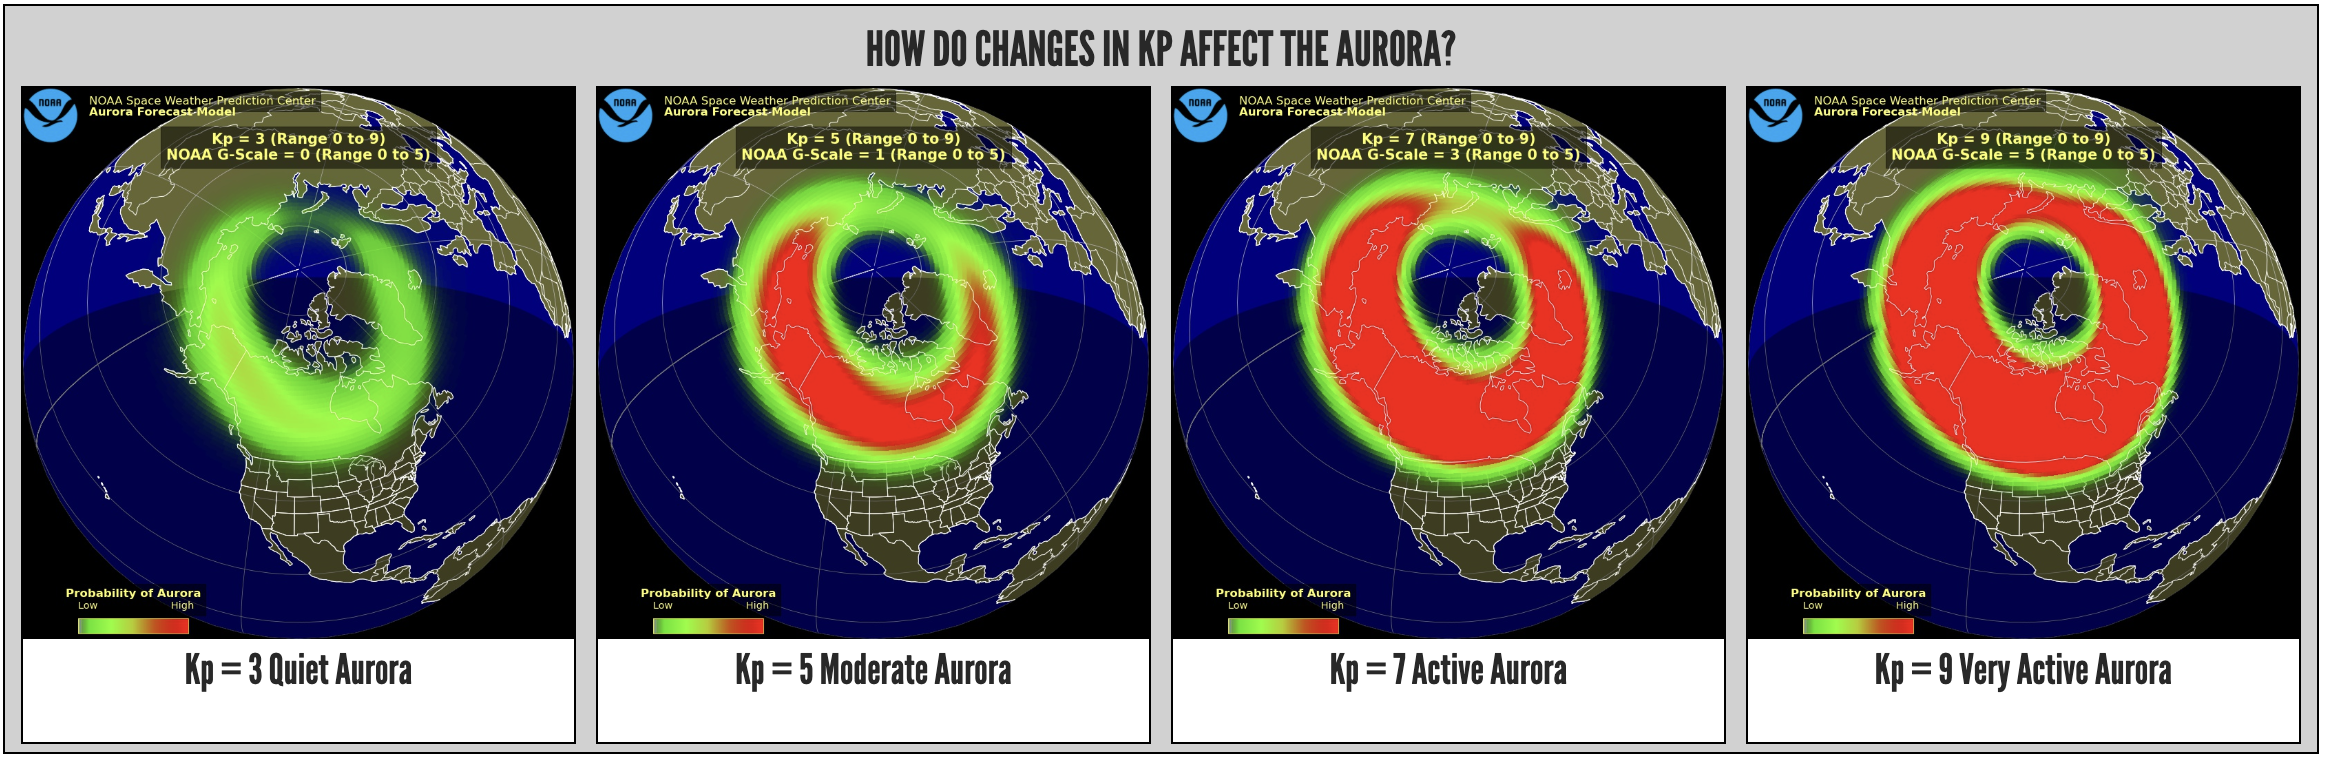 HOW DO CHANGES IN KP AFFECT THE AURORA?
NOAA
NOAA Space Weather Prediction Center
Aurora Forecast Model
Kp = 3 (Range 0 to 9)
NOAA G-Scale = 0 (Range 0 to 5)
Probability of Aurora
Low High
Kp = 3 Quiet Aurora
NOAA
NOAA Space Weather Prediction Center
Aurora Forecast Model
Kp = 5 (Range 0 to 9)
NOAA G-Scale = 1 (Range 0 to 5)
Probability of Aurora
Low High
Kp = 5 Moderate Aurora
NOAA
NOAA Space Weather Prediction Center
Aurora Forecast Model
Kp = 7 (Range 0 to 9)
NOAA G-Scale = 3 (Range 0 to 5)
Probability of Aurora
Low High
Kp = 7 Active Aurora
NOAA
NOAA Space Weather Prediction Center
Aurora Forecast Model
Kp = 9 (Range 0 to 9)
NOAA G-Scale = 5 (Range 0 to 5)
Probability of Aurora
Low High
Kp = 9 Very Active Aurora